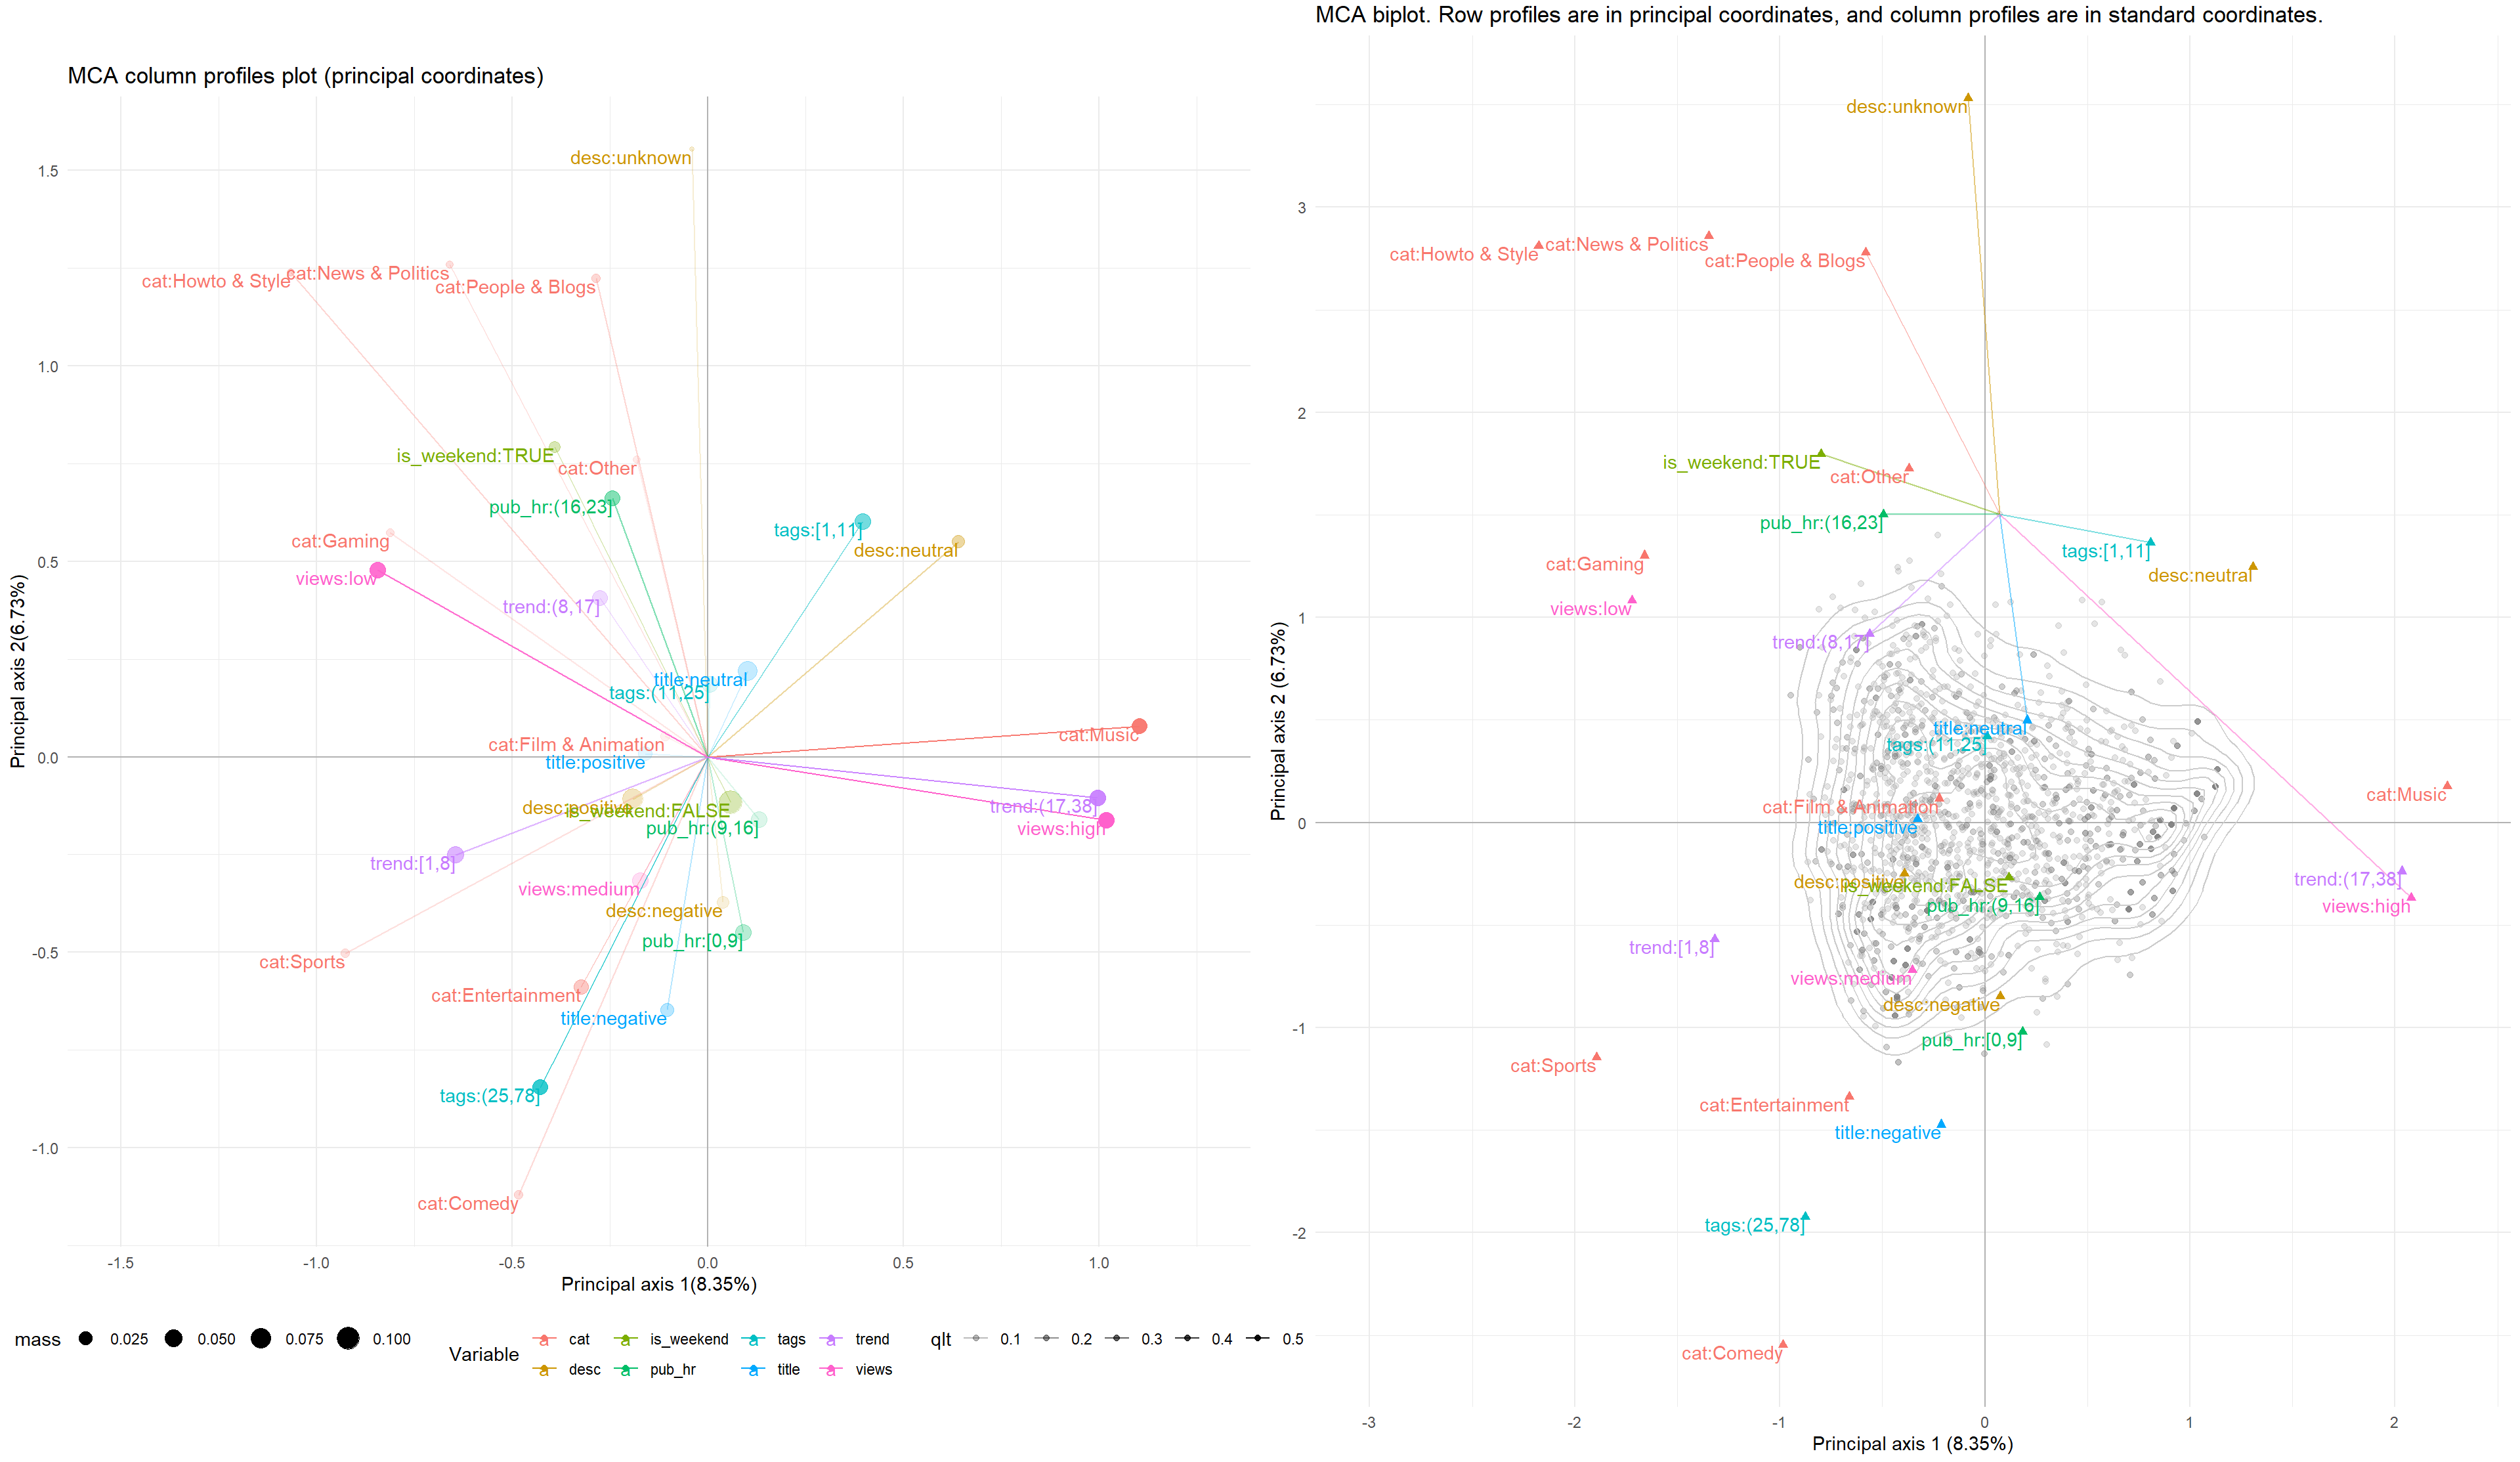 MCA column profiles plot (principal coordinates)
desc:unknown
cat:Howto & Style
cat:News & Politics
cat:People & Blogs
is_weekend:TRUE
cat:Other
pub_hr:(16,23]
tags:[1,11]
cat:Gaming
desc:neutral
views:low
trend:(8,17]
title:neutral
tags:(11,25]
cat:Music
cat:Film & Animation
title:positive
desc:positive
is_weekend:FALSE
pub_hr:(9,16]
trend:(17,38]
views:high
trend:[1,8]
views:medium
desc:negative
pub_hr:[0,9]
cat:Sports
cat:Entertainment
title:negative
tags:(25,78]
cat:Comedy
1.5
1.0
0.5
0.0
-0.5
-1.0
Principal axis 2(6.73%)
-1.5 -1.0 -0.5 0.0 0.5 1.0
Principal axis 1(8.35%)
mass 0.025 0.050 0.075 0.100
Variable
a cat a is_weekend a tags a trend
a desc a pub_hr a title a views
qlt 0.1 0.2 0.3 0.4 0.5
MCA biplot. Row profiles are in principal coordinates, and column profiles are in standard coordinates.
desc:unknown
cat:Howto & Style
cat:News & Politics
cat:People & Blogs
is_weekend:TRUE
cat:Other
pub_hr:(16,23]
tags:[1,11]
cat:Gaming
desc:neutral
views:low
trend:(8,17]
title:neutral
tags:(11,25]
cat:Music
cat:Film & Animation
title:positive
desc:positive
is_weekend:FALSE
pub_hr:(9,16]
trend:(17,38]
views:high
trend:[1,8]
views:medium
desc:negative
pub_hr:[0,9]
cat:Sports
cat:Entertainment
title:negative
tags:(25,78]
cat:Comedy
3
2
1
0
-1
-2
Principal axis 2 (6.73%)
-3 -2 -1 0 1 2
Principal axis 1 (8.35%)